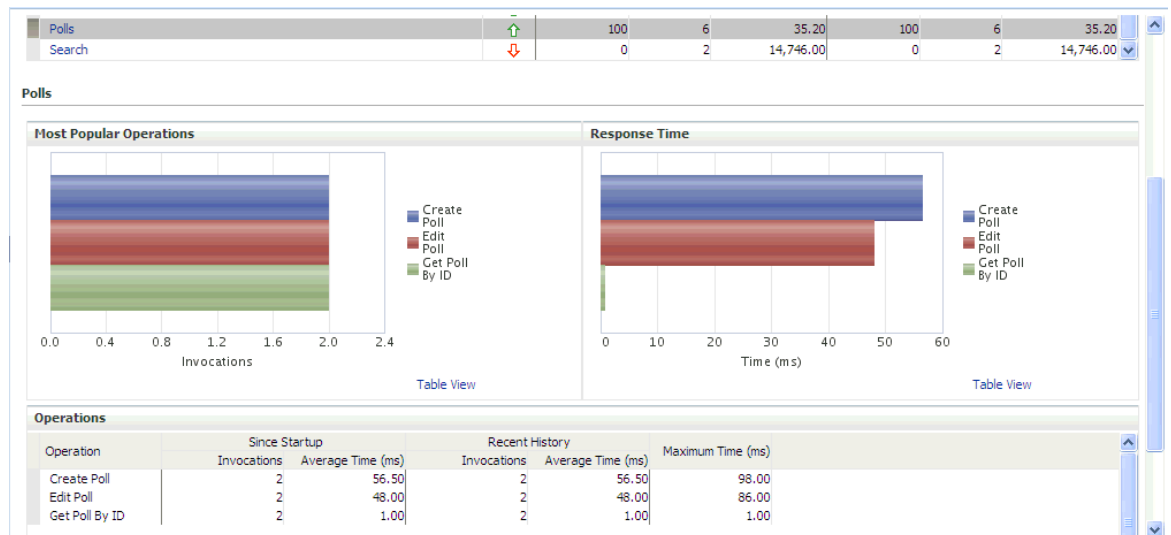 Polls 100 6 35.20 100 6 35.20
Search 0 2 14,746.00 0 2 14,746.00
Polls
Most Popular Operations
Create
Poll
Edit
Poll
Get Poll
By ID
0.0 0.4 0.8 1.2 1.6 2.0 2.4
Invocations
Table View
Response Time
Create
Poll
Edit
Poll
Get Poll
By ID
0 10 20 30 40 50 60
Time (ms)
Table View
Operations
Operation Since Startup Recent History Maximum Time (ms)
Invocations Average Time (ms) Invocations Average Time (ms)
Create Poll 2 56.50 2 56.50 98.00
Edit Poll 2 48.00 2 48.00 86.00
Get Poll By ID 2 1.00 2 1.00 1.00